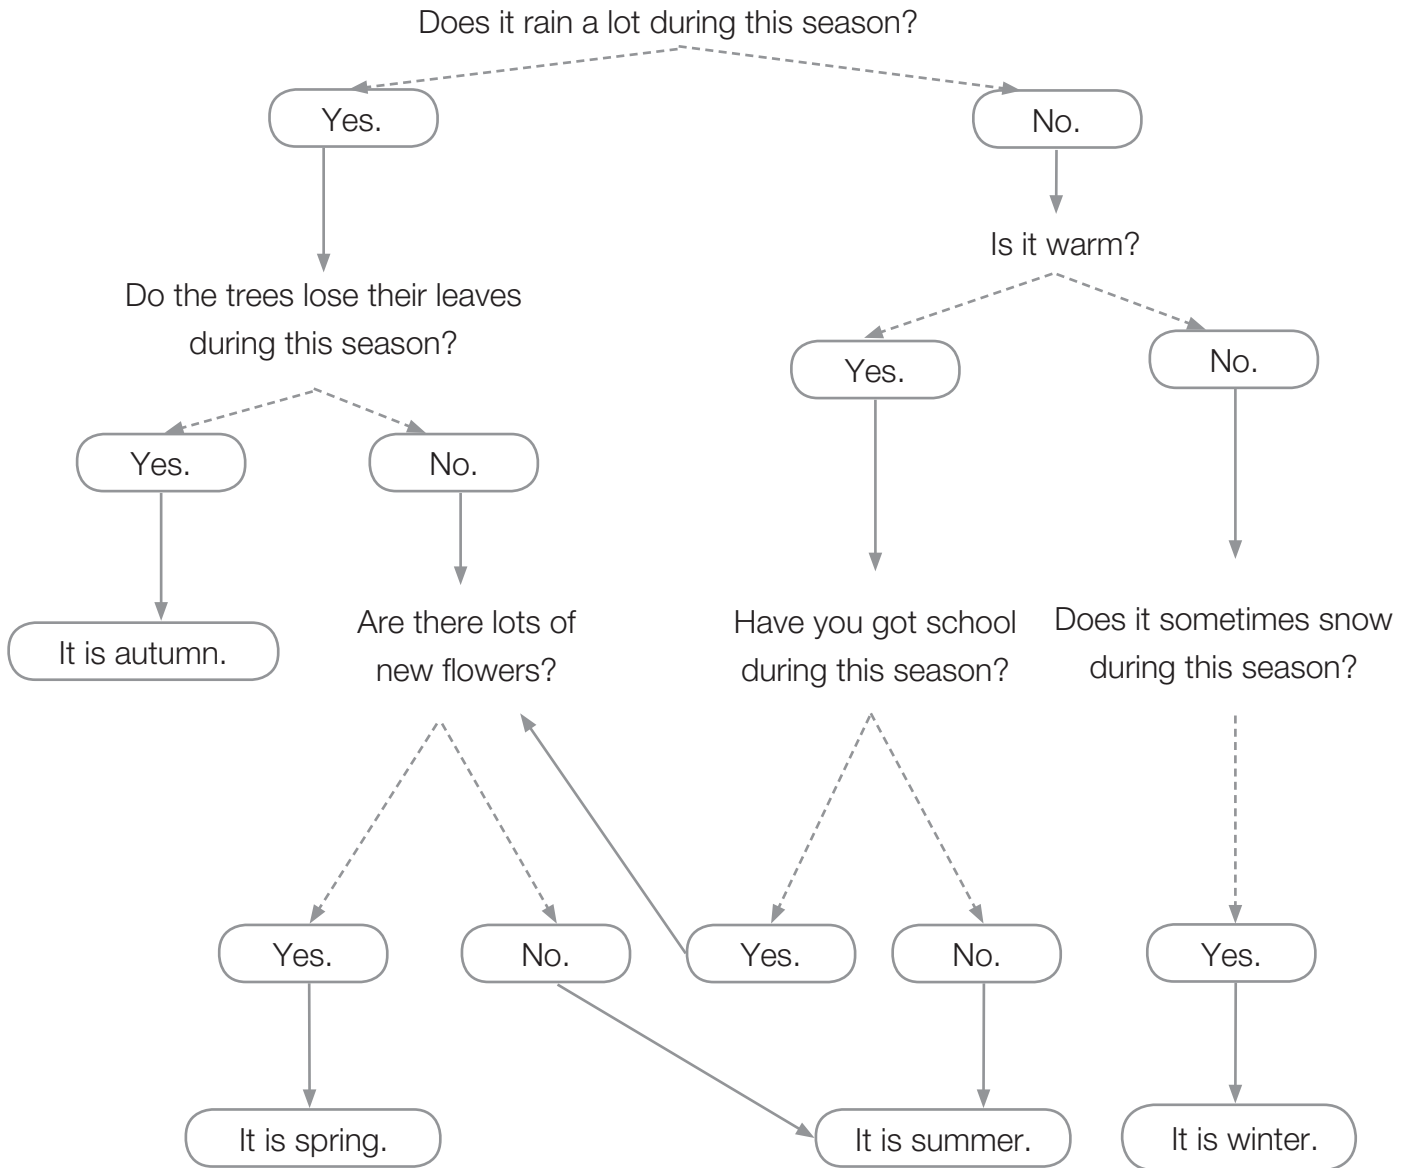 Does it rain a lot during this season?
Yes.
No.
Is it warm?
Do the trees lose their leaves
during this season?
Yes.
No.
Yes.
No.
It is autumn.
Are there lots of
new flowers?
Have you got school
during this season?
Does it sometimes snow
during this season?
Yes.
No.
Yes.
No.
Yes.
It is spring.
It is summer.
It is winter.